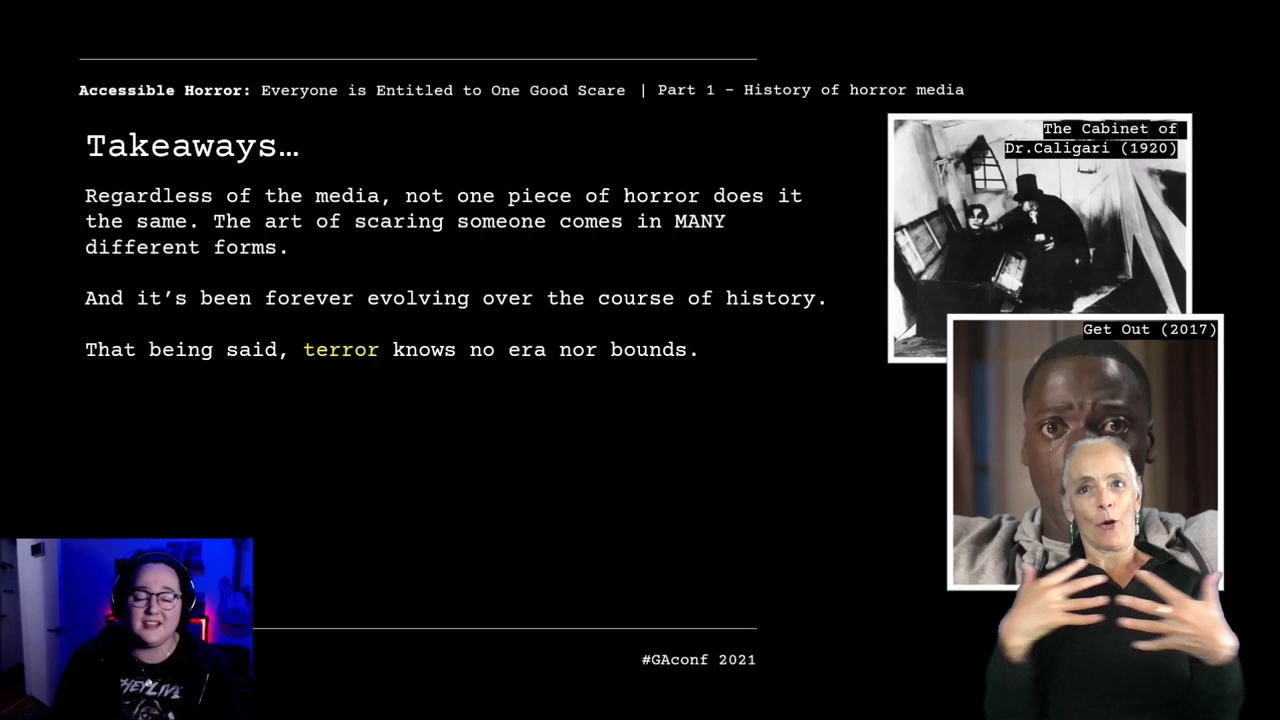 Accessible Horror: Everyone is Entitled to One Good Scare | Part 1 – History of horror media
Takeaways…
Regardless of the media, not one piece of horror does it
the same. The art of scaring someone comes in MANY
different forms.
And it’s been forever evolving over the course of history.
That being said, terror knows no era nor bounds.
The Cabinet of
Dr.Caligari (1920)
Get Out (2017)
#GAconf 2021